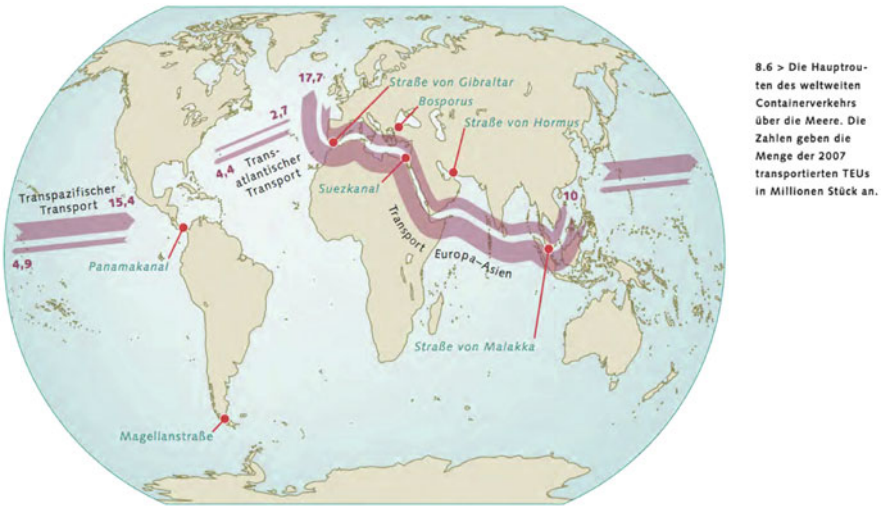 17,7
Straße von Gibraltar
Bosporus
Straße von Hormus
2,7
4,4
Trans-
atlantischer
Transport
Suezkanal
Transpazifischer
Transport
15,4
4,9
Panamakanal
10
Transport
Europa–Asien
Straße von Malakka
Magellanstraße
8.6 > Die Hauptrou-
ten des weltweiten
Containerverkehrs
über die Meere. Die
Zahlen geben die
Menge der 2007
transportierten TEUs
in Millionen Stück an.